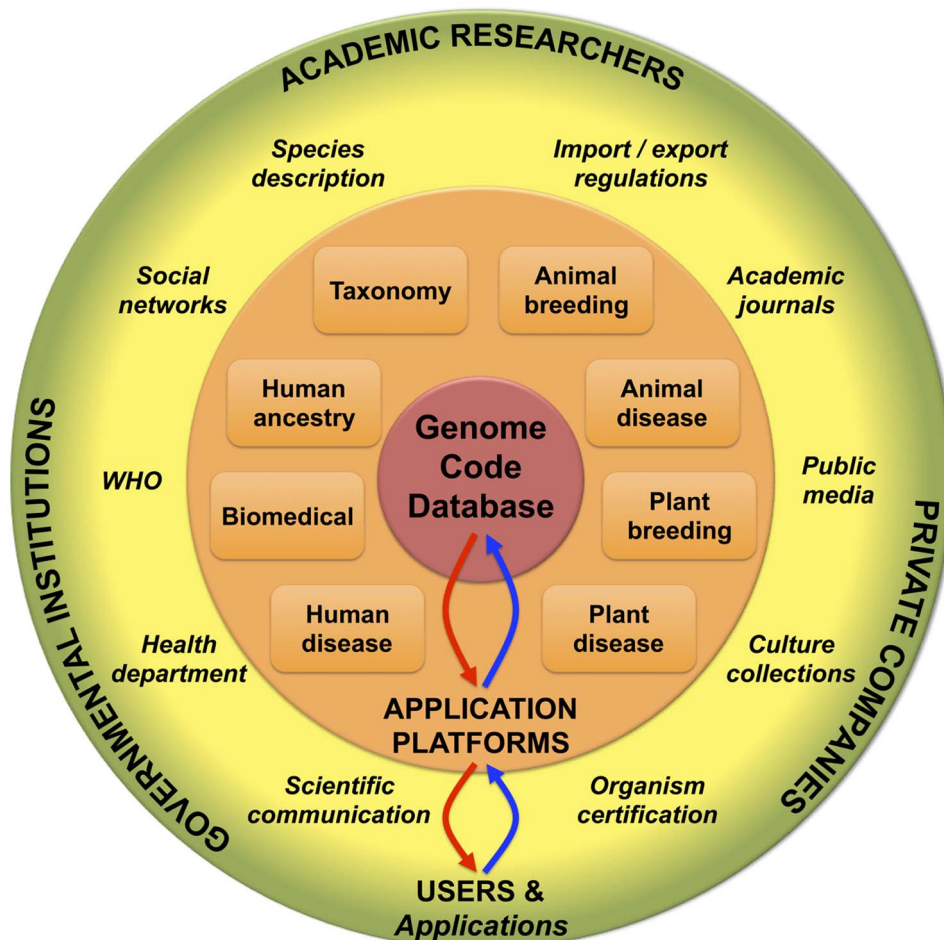 ACADEMIC RESEARCHERS
Species
description
Import / export
regulations
Social
networks
Taxonomy
Animal
breeding
Academic
journals
Human
ancestry
Genome
Code
Database
Animal
disease
GOVERNMENTAL INSTITUTIONS
WHO
Biomedical
Plant
breeding
Public
media
PRIVATE COMPANIES
Health
department
Human
disease
Plant
disease
Culture
collections
APPLICATION
PLATFORMS
Scientific
communication
Organism
certification
USERS &
Applications